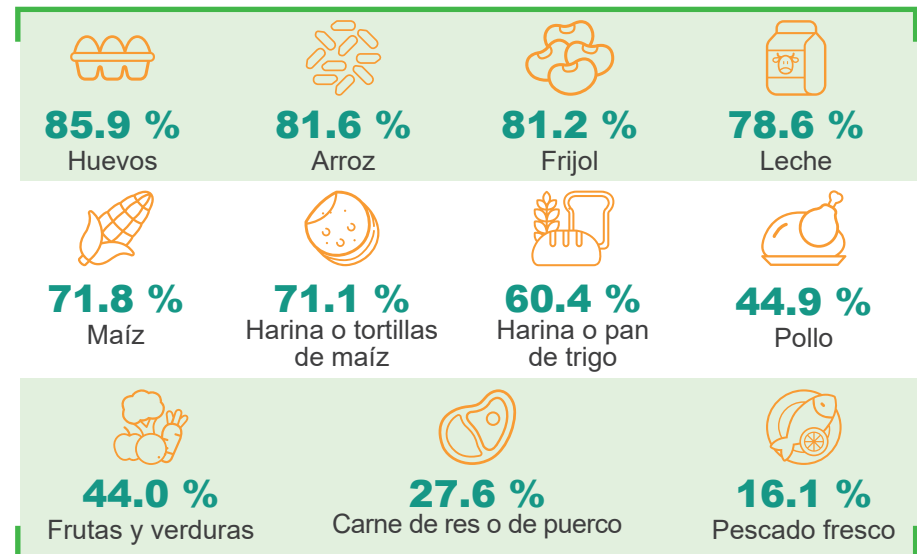 85.9 %
Huevos
81.6 %
Arroz
81.2 %
Frijol
78.6 %
Leche
71.8 %
Maíz
71.1 %
Harina o tortillas
de maíz
60.4 %
Harina o pan
de trigo
44.9 %
Pollo
44.0 %
Frutas y verduras
27.6 %
Carne de res o de puerco
16.1 %
Pescado fresco